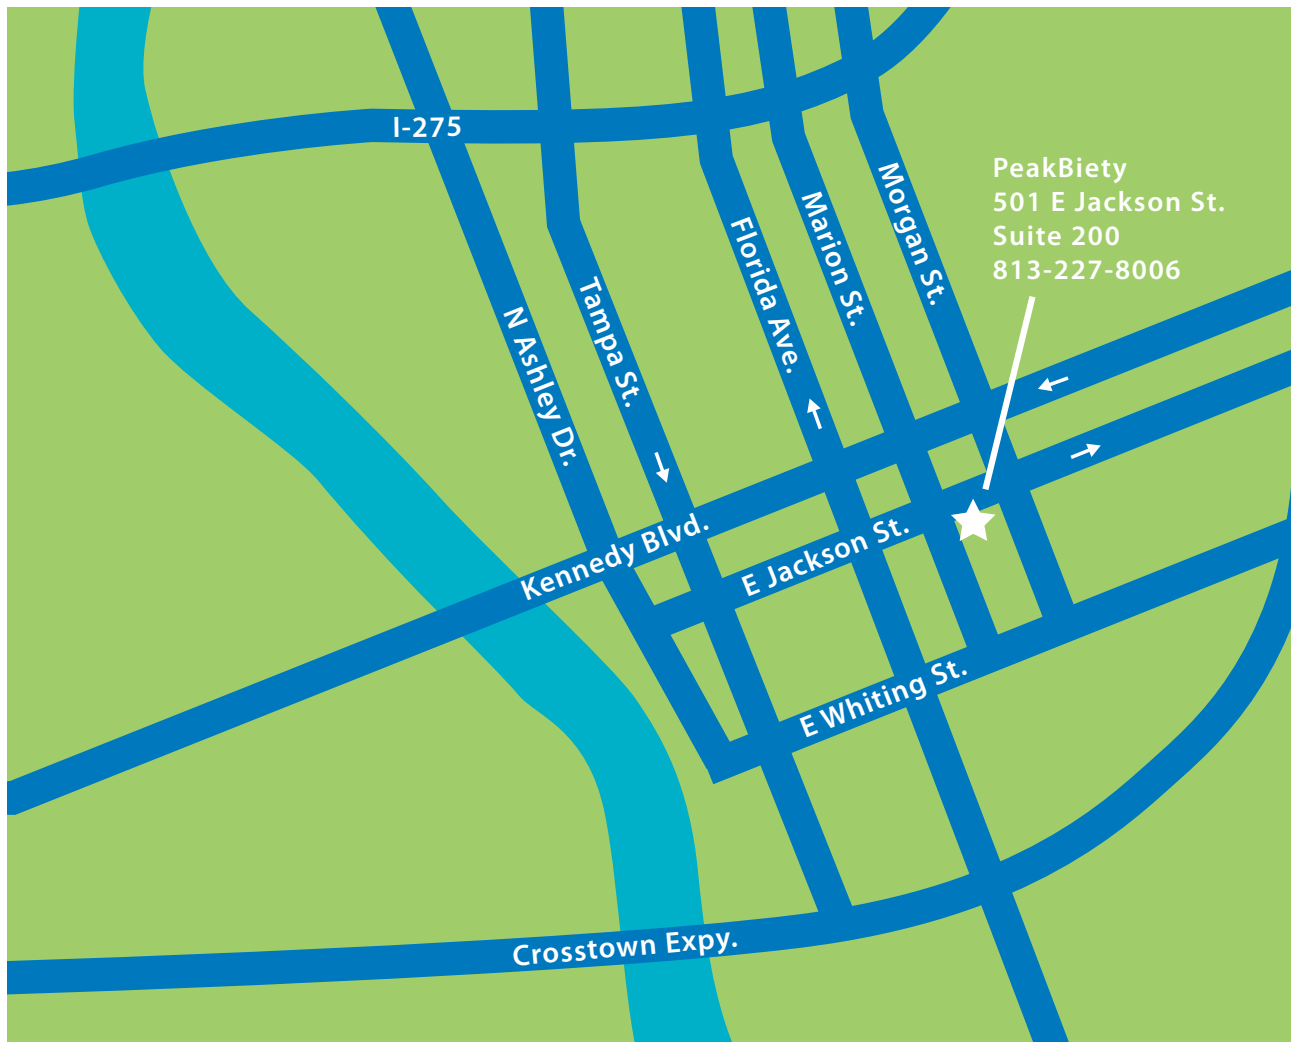 I-275
PeakBiety
501 E Jackson St.
Suite 200
813-227-8006
Morgan St.
Marion St.
Florida Ave.
Tampa St.
N Ashley Dr.
Kennedy Blvd.
E Jackson St.
E Whiting St.
Crosstown Expy.